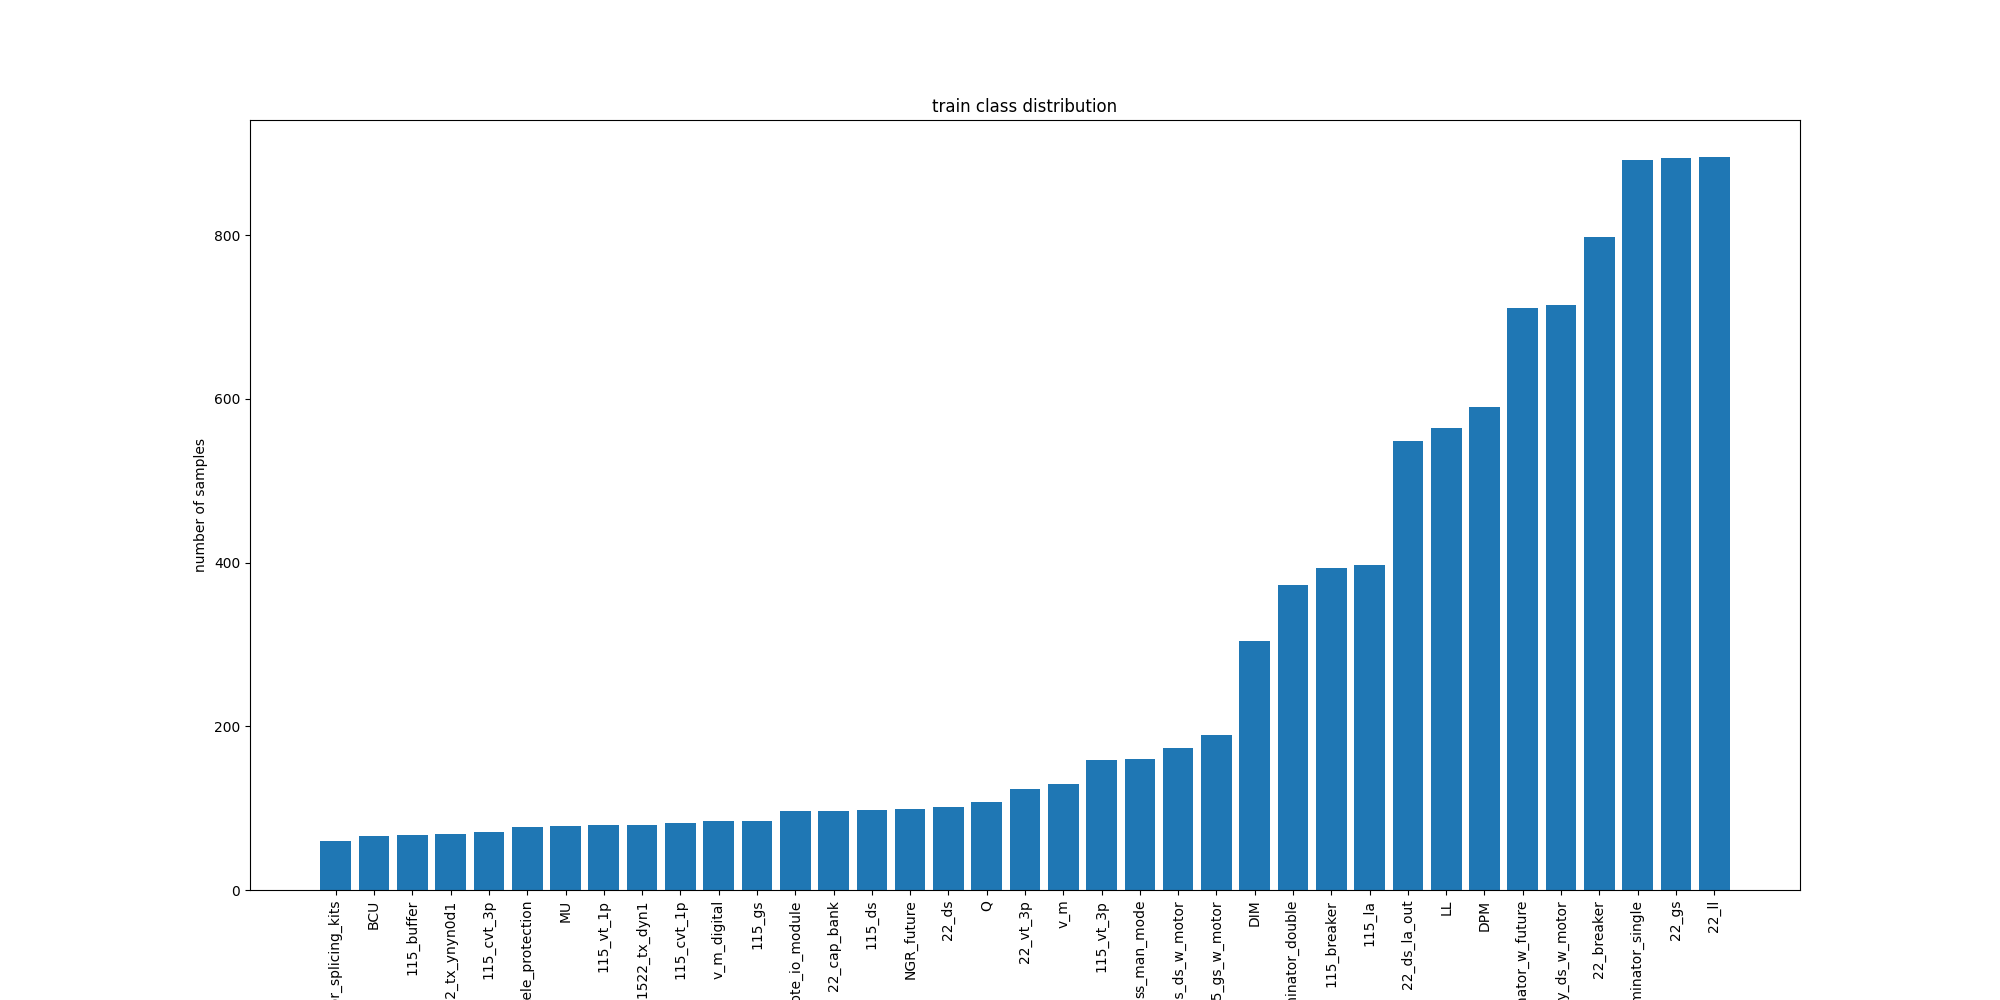 train class distribution
number of samples
800
600
400
200
0
r_splicing_kits
BCU
115_buffer
2_tx_ynyn0d1
115_cvt_3p
ele_protection
MU
115_vt_1p
1522_tx_dyn1
115_cvt_1p
v_m_digital
115_gs
ote_io_module
22_cap_bank
115_ds
NGR_future
22_ds
Q
22_vt_3p
v_m
115_vt_3p
ss_man_mode
s_ds_w_motor
5_gs_w_motor
DIM
minator_double
115_breaker
115_la
22_ds_la_out
LL
DPM
nator_w_future
y_ds_w_motor
22_breaker
minator_single
22_gs
22_ll